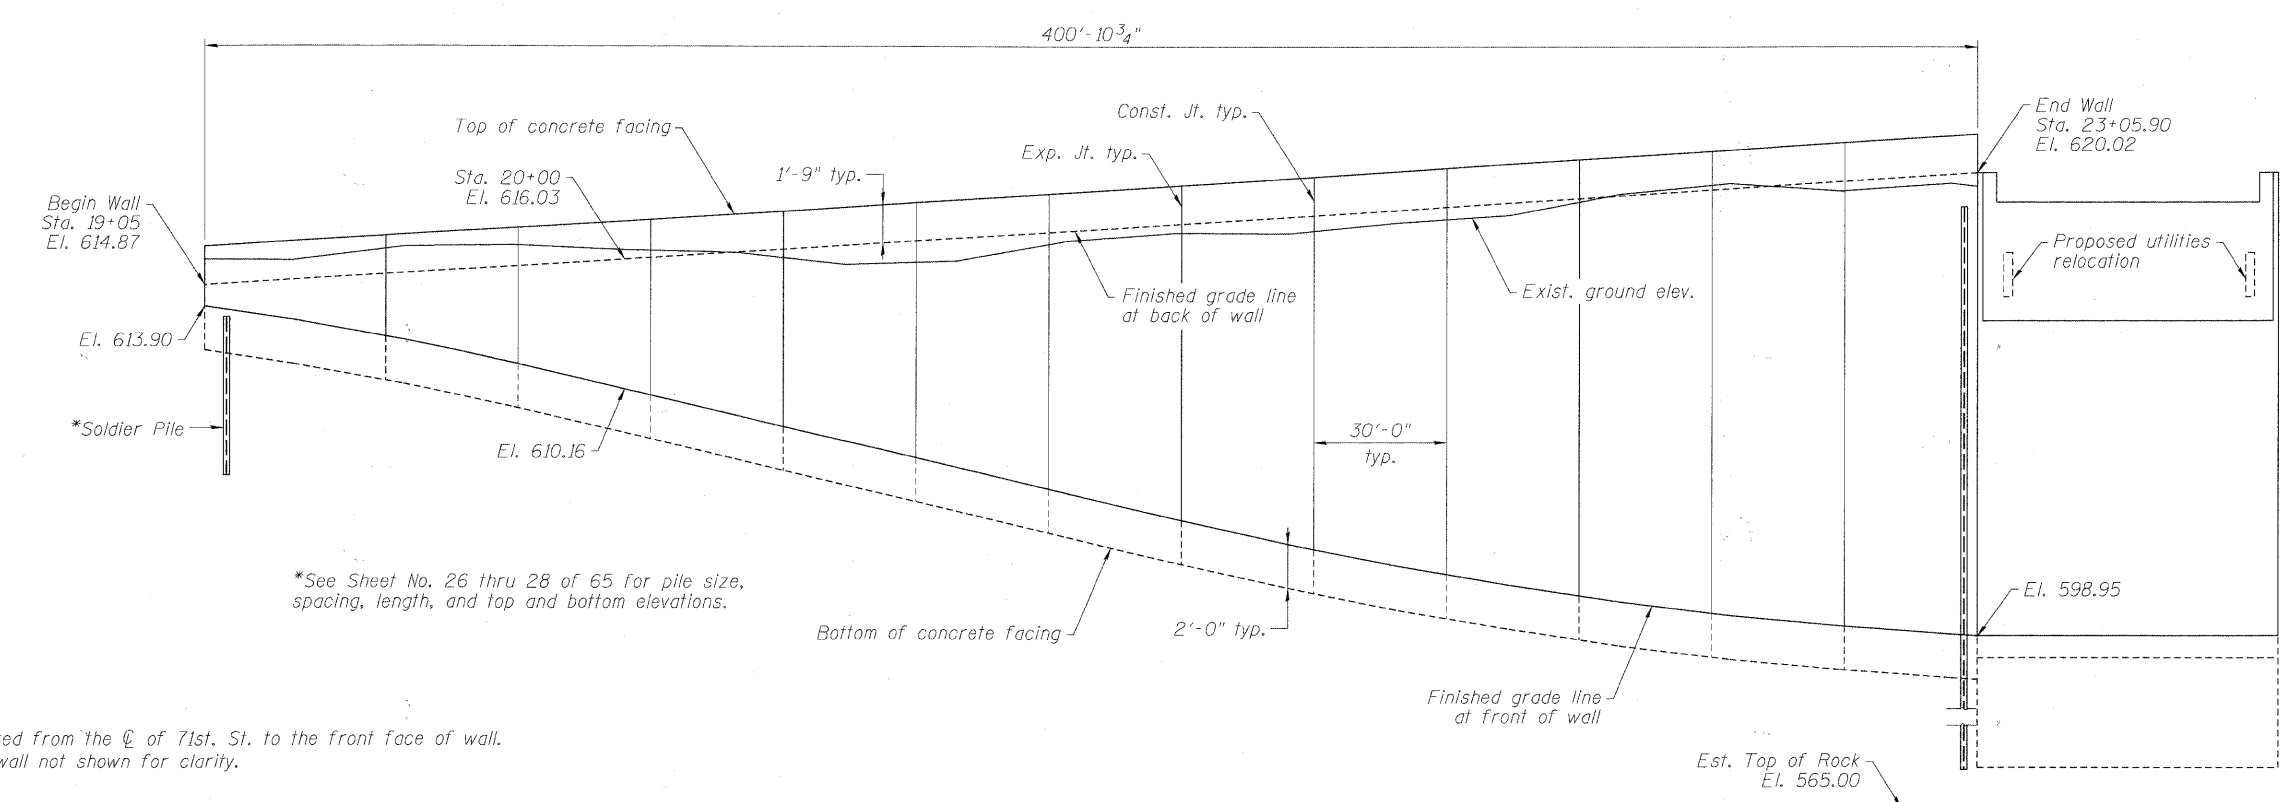 400'-10 3/4"
End Wall
Sta. 23+05.90
El. 620.02
Const. Jt. typ.
Top of concrete facing
Exp. Jt. typ.
Sta. 20+00
El. 616.03
1'-9" typ.
Begin Wall
Sta. 19+05
El. 614.87
Proposed utilities
relocation
Finished grade line
at back of wall
Exist. ground elev.
El. 613.90
*Soldier Pile
El. 610.16
30'-0"
typ.
*See Sheet No. 26 thru 28 of 65 for pile size,
spacing, length, and top and bottom elevations.
El. 598.95
Bottom of concrete facing
2'-0" typ.
Finished grade line
at front of wall
ed from the ℄ of 71st. St. to the front face of wall.
wall not shown for clarity.
Est. Top of Rock
El. 565.00